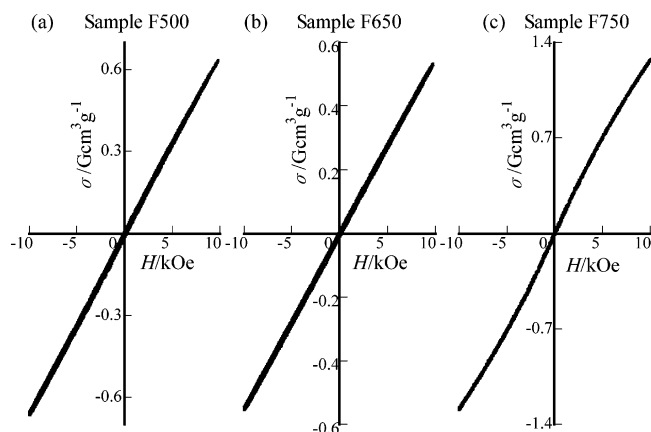 (a) Sample F500
0.6
0.3
σ/Gcm³g⁻¹
-10 -5 0 5 10
H/kOe
-0.3
-0.6
(b) Sample F650
0.6
0.4
0.2
σ/Gcm³g⁻¹
-10 -5 0 5 10
H/kOe
-0.2
-0.4
-0.6
(c) Sample F750
1.4
0.7
σ/Gcm³g⁻¹
-10 -5 0 5 10
H/kOe
-0.7
-1.4